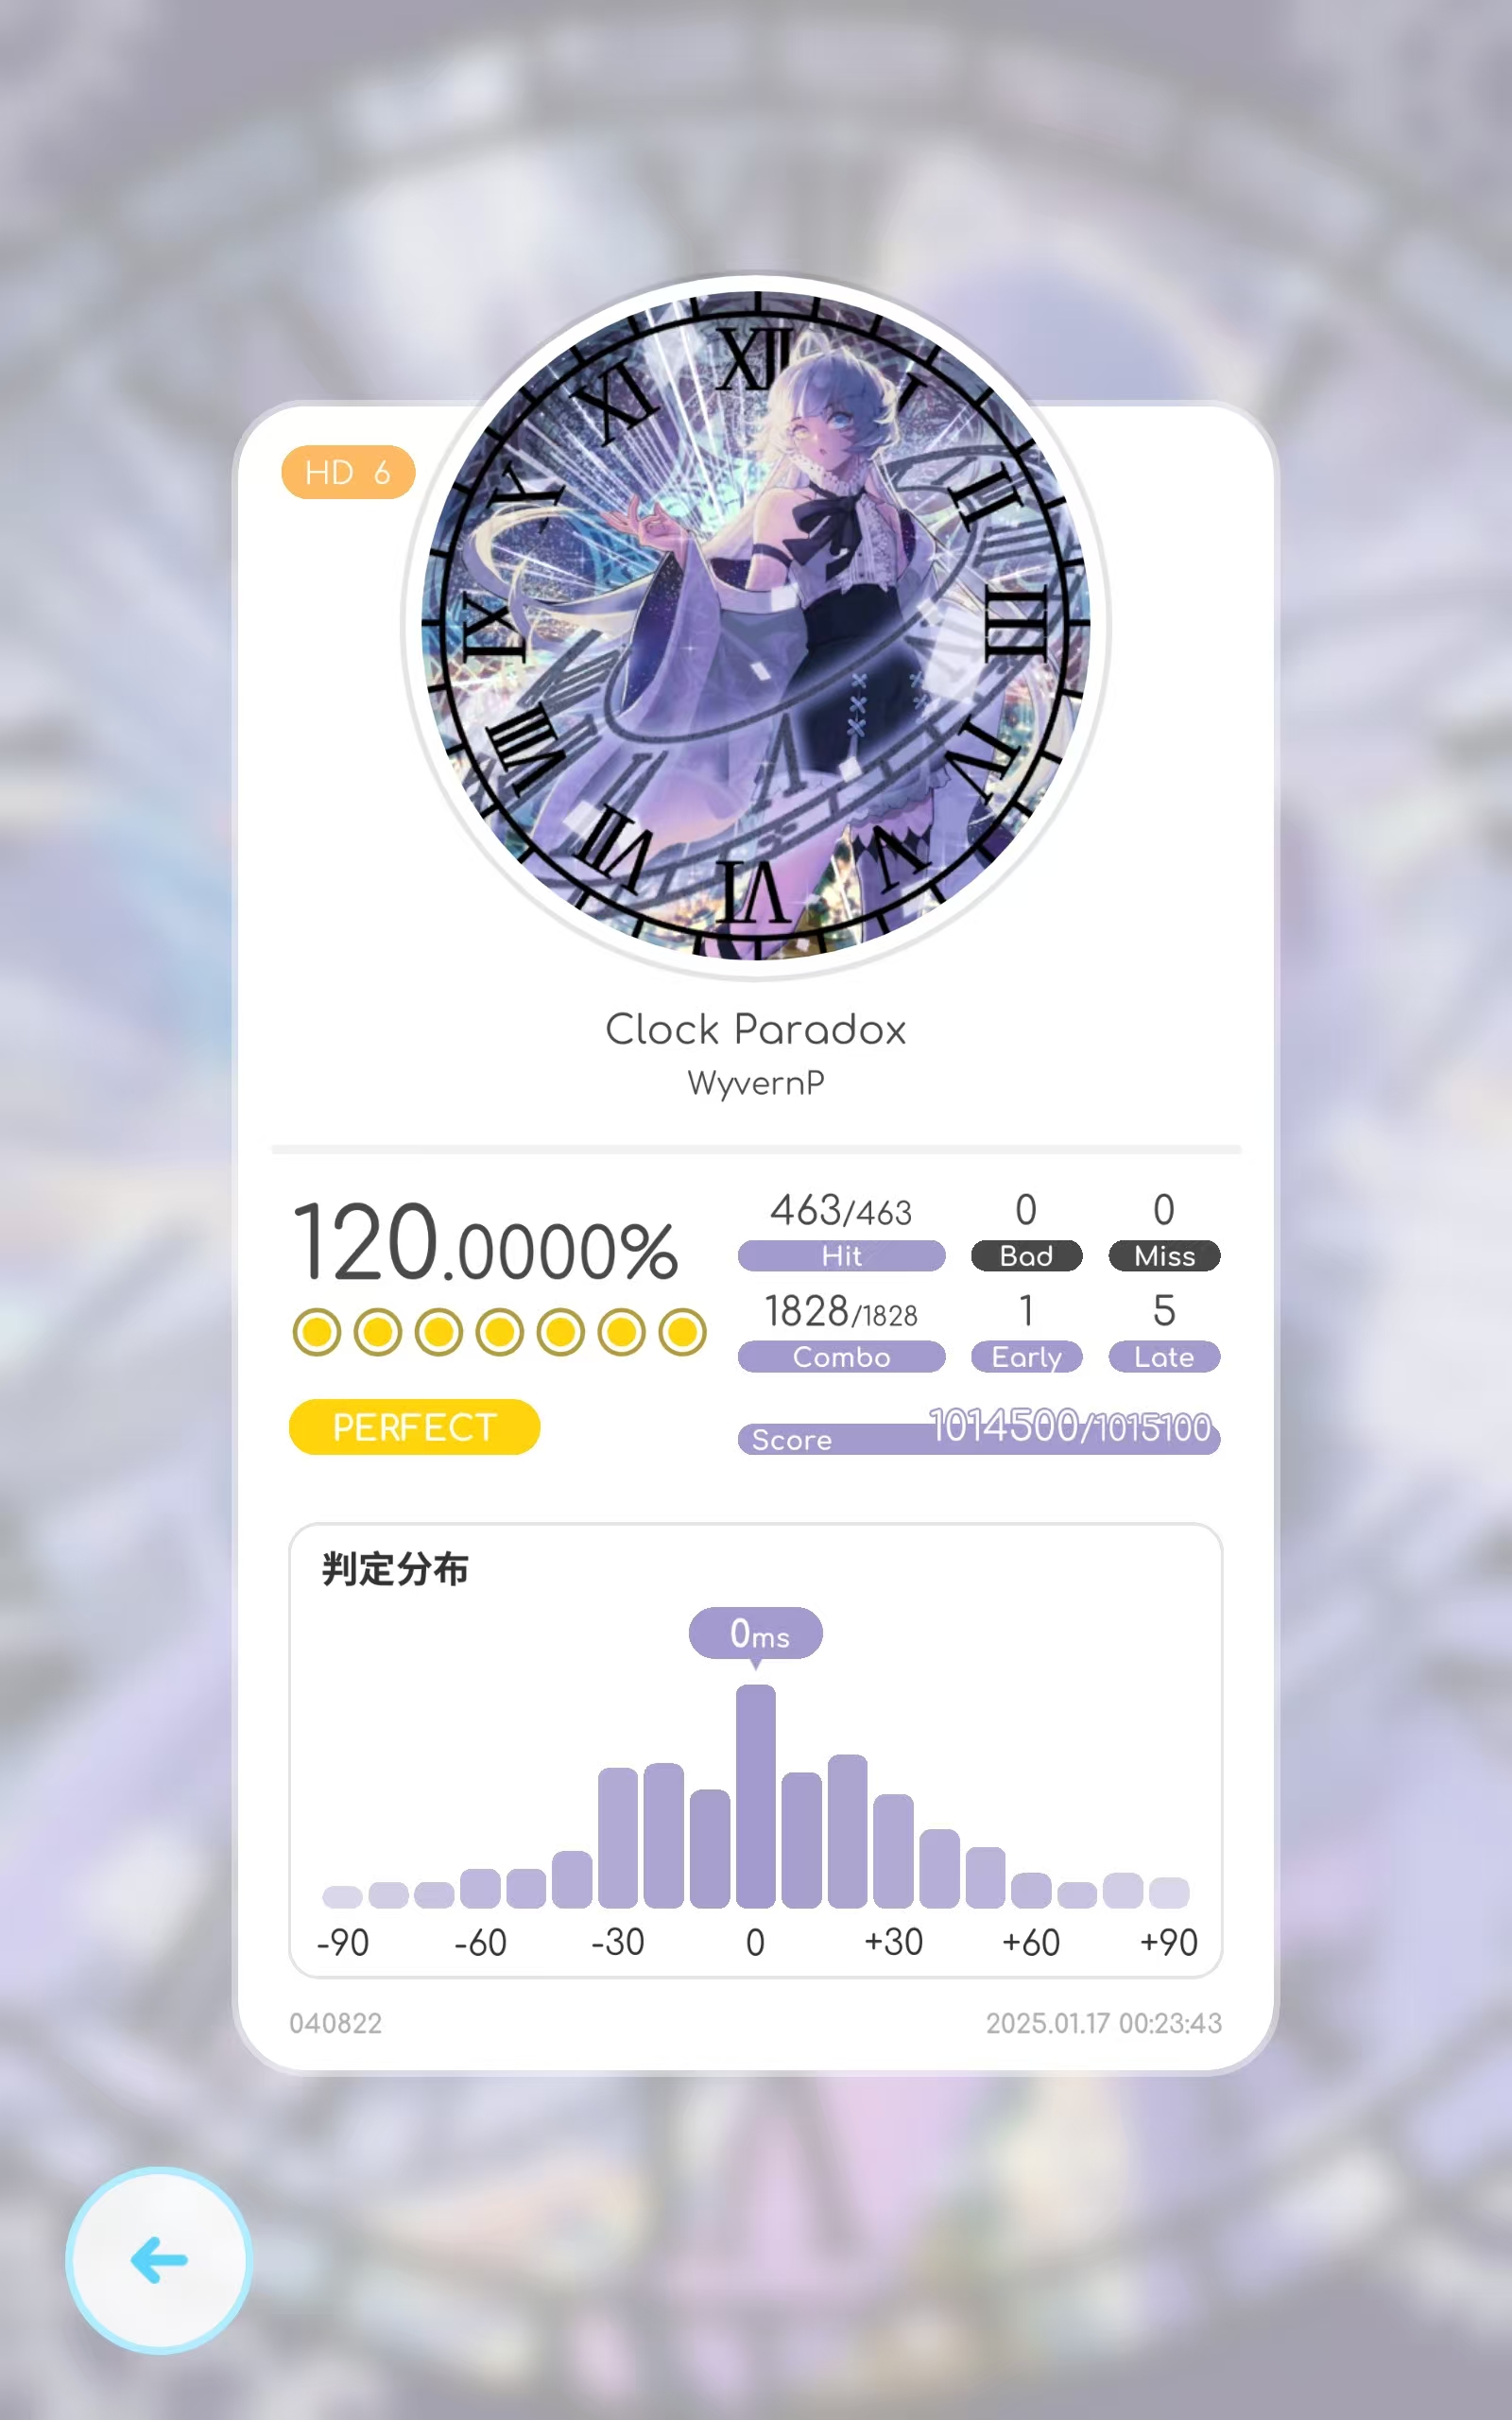 HD 6
XII
XI
X
IX
VIII
VII
VI
V
IV
III
II
I
Clock Paradox
WyvernP
120.0000%
463/463
Hit
0
Bad
0
Miss
1828/1828
Combo
1
Early
5
Late
PERFECT
Score 1014500/1015100
判定分布
0ms
-90 -60 -30 0 +30 +60 +90
040822
2025.01.17 00:23:43